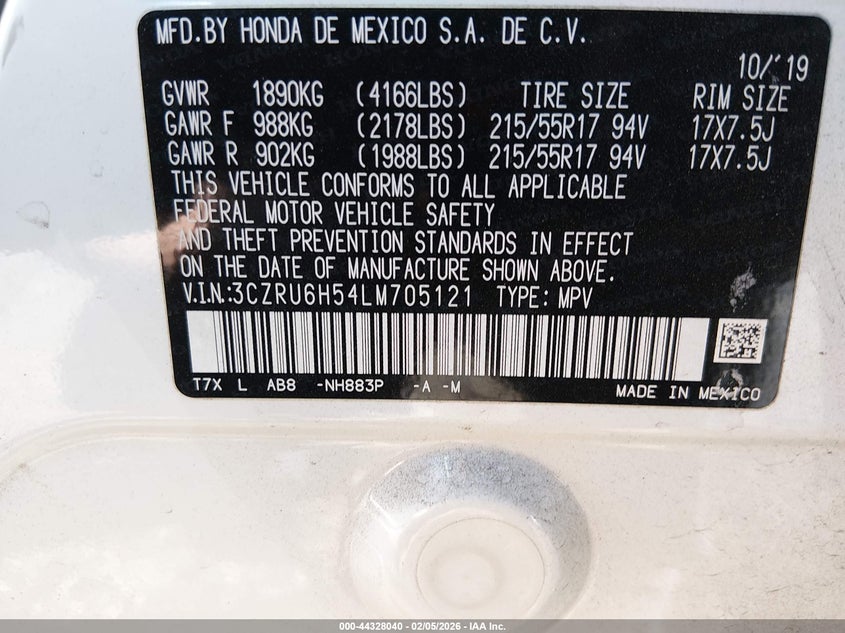 MFD.BY HONDA DE MEXICO S.A. DE C.V.
10/'19
GVWR 1890KG (4166LBS) TIRE SIZE RIM SIZE
GAWR F 988KG (2178LBS) 215/55R17 94V 17X7.5J
GAWR R 902KG (1988LBS) 215/55R17 94V 17X7.5J
THIS VEHICLE CONFORMS TO ALL APPLICABLE
FEDERAL MOTOR VEHICLE SAFETY
AND THEFT PREVENTION STANDARDS IN EFFECT
ON THE DATE OF MANUFACTURE SHOWN ABOVE.
V.I.N.:3CZRU6H54LM705121 TYPE: MPV
T7X L AB8 -NH883P -A -M MADE IN MEXICO
000-44328040 - 02/05/2026 - IAA Inc.